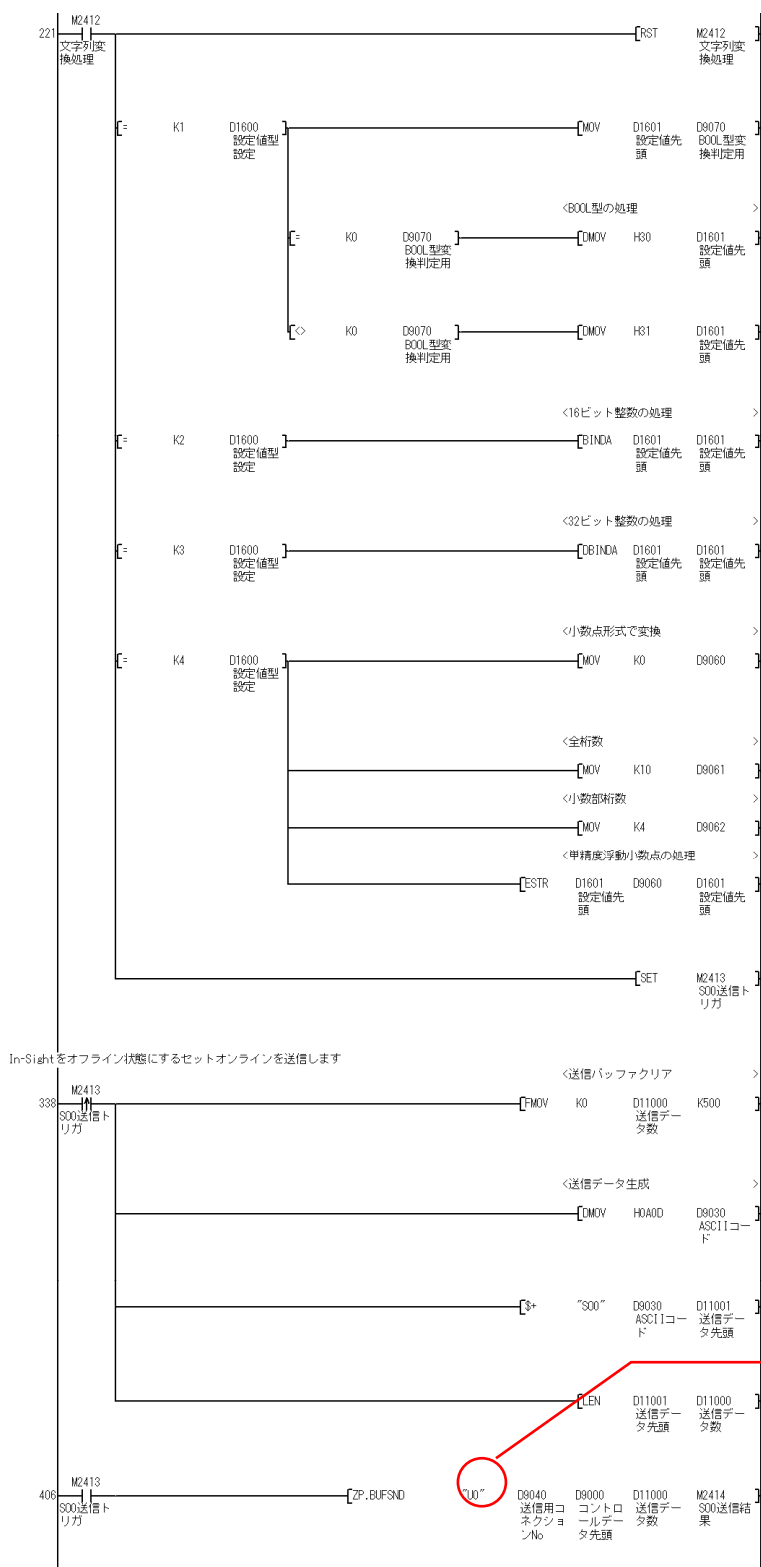 M2412
221
文字列変
換処理
[RST M2412 ]
文字列変
換処理
[= K1 D1600 ]
設定値型
設定
[MOV D1601 D9070 ]
設定値先
頭
BOOL型変
換判定用
<BOOL型の処理 >
[= K0 D9070 ]
BOOL型変
換判定用
[DMOV H30 D1601 ]
設定値先
頭
[<> K0 D9070 ]
BOOL型変
換判定用
[DMOV H31 D1601 ]
設定値先
頭
<16ビット整数の処理 >
[= K2 D1600 ]
設定値型
設定
[BINDA D1601 D1601 ]
設定値先
頭
設定値先
頭
<32ビット整数の処理 >
[= K3 D1600 ]
設定値型
設定
[DBINDA D1601 D1601 ]
設定値先
頭
設定値先
頭
<小数点形式で変換 >
[= K4 D1600 ]
設定値型
設定
[MOV K0 D9060 ]
<全桁数 >
[MOV K10 D9061 ]
<小数部桁数 >
[MOV K4 D9062 ]
<単精度浮動小数点の処理 >
[ESTR D1601 D9060 D1601 ]
設定値先
頭
設定値先
頭
[SET M2413 ]
SO0送信ト
リガ
In-Sightをオフライン状態にするセットオンラインを送信します
<送信バッファクリア >
M2413
338
SO0送信ト
リガ
[FMOV K0 D11000 K500 ]
送信デー
タ数
<送信データ生成 >
[DMOV H0A0D D9030 ]
ASCIIコー
ド
[$+ "SO0" D9030 D11001 ]
ASCIIコー
ド
送信デー
タ先頭
[LEN D11001 D11000 ]
送信デー
タ先頭
送信デー
タ数
M2413
406
SO0送信ト
リガ
[ZP.BUFSND "U0" D9040 D9000 D11000 M2414 ]
送信用コ
ネクショ
ンNo
コントロ
ールデー
タ先頭
送信デー
タ数
SO0送信結
果